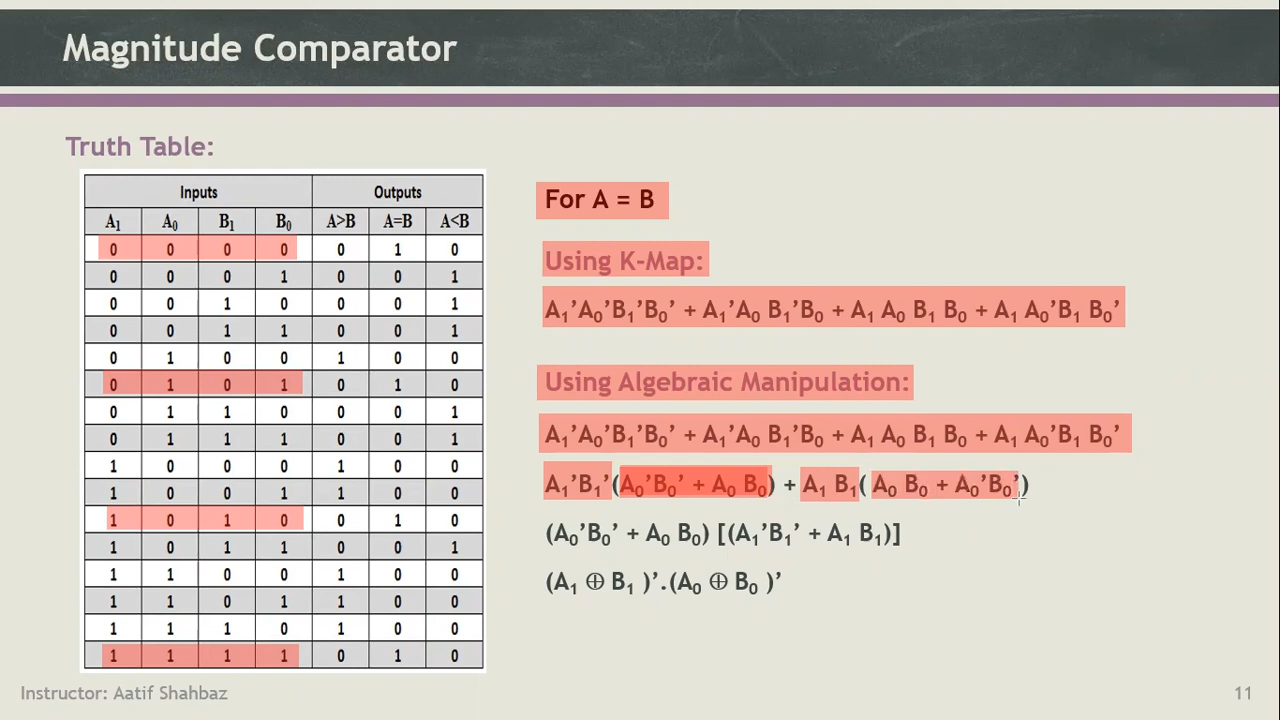 Magnitude Comparator
Truth Table:
Inputs Outputs
A₁ A₀ B₁ B₀ A>B A=B A<B
0 0 0 0 0 1 0
0 0 0 1 0 0 1
0 0 1 0 0 0 1
0 0 1 1 0 0 1
0 1 0 0 1 0 0
0 1 0 1 0 1 0
0 1 1 0 0 0 1
0 1 1 1 0 0 1
1 0 0 0 1 0 0
1 0 0 1 1 0 0
1 0 1 0 0 1 0
1 0 1 1 0 0 1
1 1 0 0 1 0 0
1 1 0 1 1 0 0
1 1 1 0 1 0 0
1 1 1 1 0 1 0
For A = B
Using K-Map:
A₁’A₀’B₁’B₀’ + A₁’A₀ B₁’B₀ + A₁ A₀ B₁ B₀ + A₁ A₀’B₁ B₀’
Using Algebraic Manipulation:
A₁’A₀’B₁’B₀’ + A₁’A₀ B₁’B₀ + A₁ A₀ B₁ B₀ + A₁ A₀’B₁ B₀’
A₁’B₁’(A₀’B₀’ + A₀ B₀) + A₁ B₁( A₀ B₀ + A₀’B₀’)
(A₀’B₀’ + A₀ B₀) [(A₁’B₁’ + A₁ B₁)]
(A₁ ⊕ B₁ )’.(A₀ ⊕ B₀ )’
Instructor: Aatif Shahbaz
11